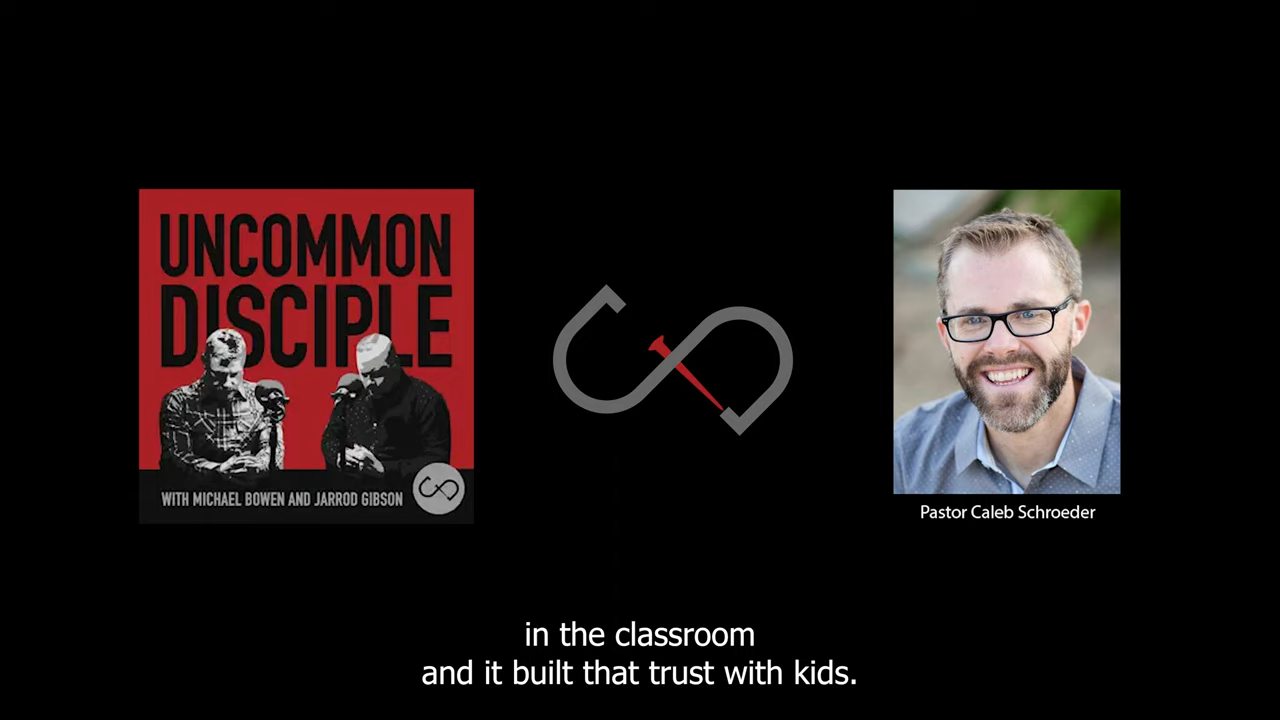 UNCOMMON
DISCIPLE
WITH MICHAEL BOWEN AND JARROD GIBSON
Pastor Caleb Schroeder
in the classroom
and it built that trust with kids.